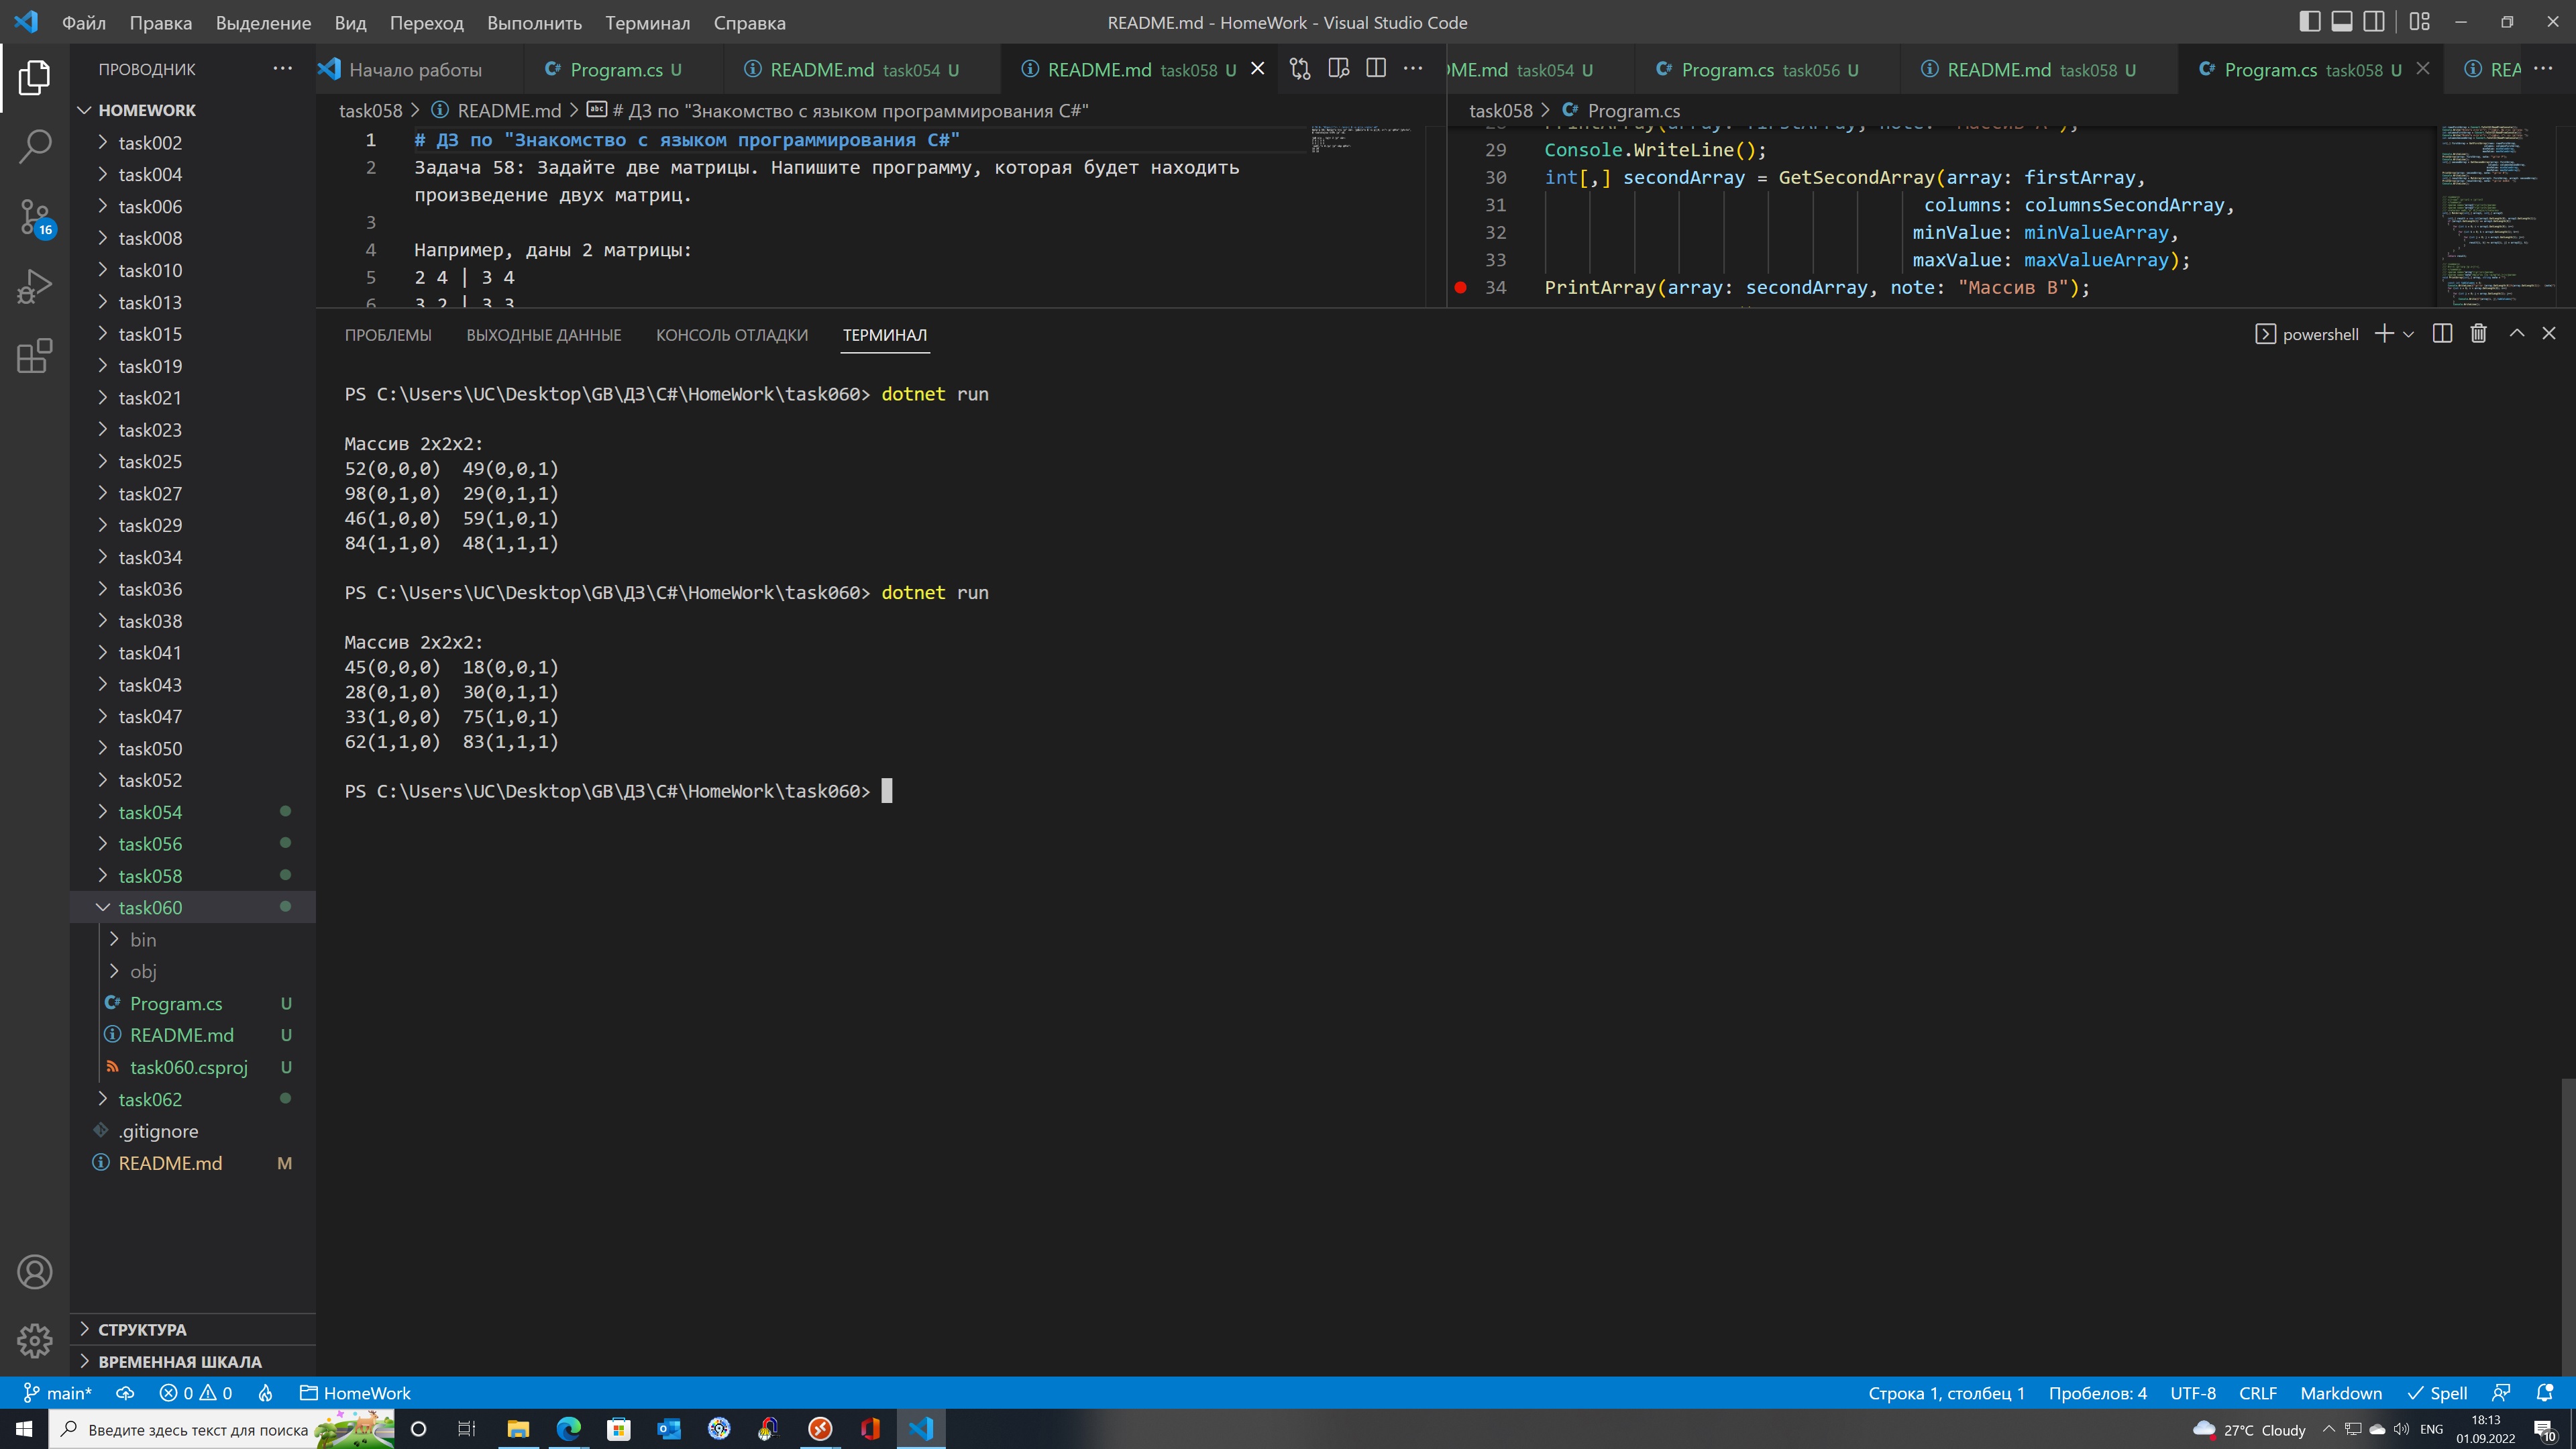 Файл Правка Выделение Вид Переход Выполнить Терминал Справка
README.md - HomeWork - Visual Studio Code
ПРОВОДНИК
HOMEWORK
task002
task004
task006
task008
task010
task013
task015
task019
task021
task023
task025
task027
task029
task034
task036
task038
task041
task043
task047
task050
task052
task054
task056
task058
task060
bin
obj
Program.cs U
README.md U
task060.csproj U
task062
.gitignore
README.md M
СТРУКТУРА
ВРЕМЕННАЯ ШКАЛА
16
Начало работы
Program.cs U
README.md task054 U
README.md task058 U
task058 > README.md > # ДЗ по "Знакомство с языком программирования C#"
1 # ДЗ по "Знакомство с языком программирования C#"
2 Задача 58: Задайте две матрицы. Напишите программу, которая будет находить
произведение двух матриц.
3
4 Например, даны 2 матрицы:
5 2 4 | 3 4
6 3 2 | 3 3
ME.md task054 U
Program.cs task056 U
README.md task058 U
Program.cs task058 U
REA
task058 > Program.cs
28 PrintArray(array: firstArray, note: "Массив A");
29 Console.WriteLine();
30 int[,] secondArray = GetSecondArray(array: firstArray,
31 columns: columnsSecondArray,
32 minValue: minValueArray,
33 maxValue: maxValueArray);
34 PrintArray(array: secondArray, note: "Массив B");
ПРОБЛЕМЫ ВЫХОДНЫЕ ДАННЫЕ КОНСОЛЬ ОТЛАДКИ ТЕРМИНАЛ
powershell
PS C:\Users\UC\Desktop\GB\ДЗ\C#\HomeWork\task060> dotnet run
Массив 2x2x2:
52(0,0,0) 49(0,0,1)
98(0,1,0) 29(0,1,1)
46(1,0,0) 59(1,0,1)
84(1,1,0) 48(1,1,1)
PS C:\Users\UC\Desktop\GB\ДЗ\C#\HomeWork\task060> dotnet run
Массив 2x2x2:
45(0,0,0) 18(0,0,1)
28(0,1,0) 30(0,1,1)
33(1,0,0) 75(1,0,1)
62(1,1,0) 83(1,1,1)
PS C:\Users\UC\Desktop\GB\ДЗ\C#\HomeWork\task060>
main* 0 0 HomeWork
Строка 1, столбец 1 Пробелов: 4 UTF-8 CRLF Markdown Spell
Введите здесь текст для поиска
27°C Cloudy
ENG
18:13
01.09.2022
10